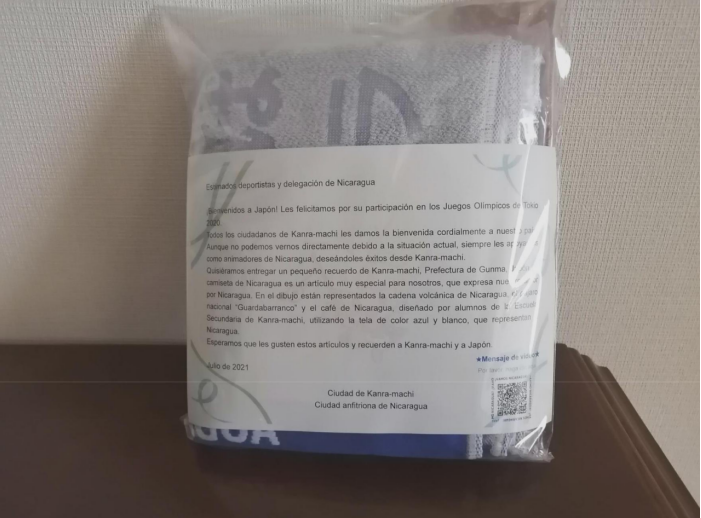 Estimados deportistas y delegación de Nicaragua
¡Bienvenidos a Japón! Les felicitamos por su participación en los Juegos Olímpicos de Tokio
2020.
Todos los ciudadanos de Kanra-machi les damos la bienvenida cordialmente a nuestro
Aunque no podemos vernos directamente debido a la situación actual, siempre les
como animadores de Nicaragua, deseándoles éxitos desde Kanra-machi.
Quisiéramos entregar un pequeño recuerdo de Kanra-machi, Prefectura de Gunma,
camiseta de Nicaragua es un artículo muy especial para nosotros, que expresa
por Nicaragua. En el dibujo están representados la cadena volcánica de Nicaragua,
nacional "Guardabarranco" y el café de Nicaragua, diseñado por alumnos de
Secundaria de Kanra-machi, utilizando la tela de color azul y blanco, que
Nicaragua.
Esperamos que les gusten estos artículos y recuerden a Kanra-machi y a Japón.
★Mensaje de video★
Julio de 2021
Ciudad de Kanra-machi
Ciudad anfitriona de Nicaragua